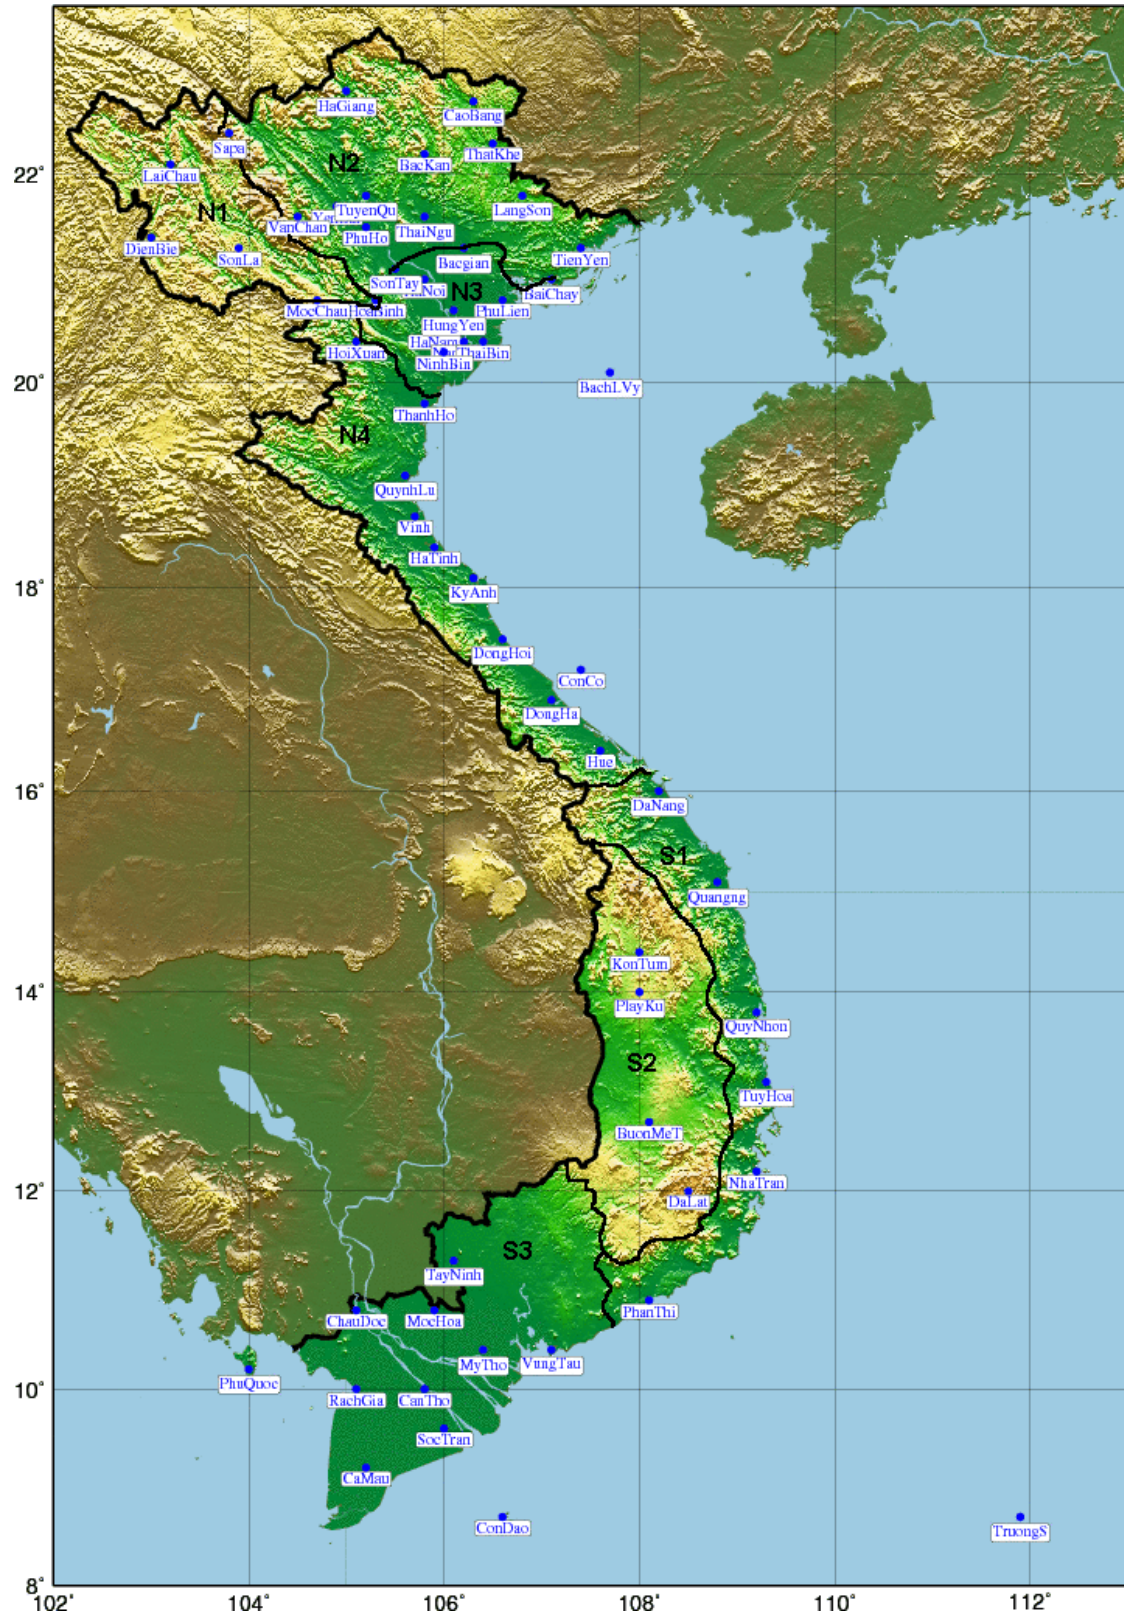 HaGiang
CaoBang
Sapa
ThatKhe
N2
BacKan
22°
LaiChau
TuyenQu
LangSon
N1
VanChan
ThaiNgu
PhuHo
DienBie
SonLa
Bacgian
TienYen
SonTay
N3
BaiChay
MocChau
PhuLien
HungYen
HoiXuan
HaNam
ThaiBin
NinhBin
20°
BachLVy
ThanhHo
N4
QuynhLu
Vinh
HaTinh
18°
KyAnh
DongHoi
ConCo
DongHa
Hue
16°
DaNang
S1
Quangng
KonTum
14°
PlayKu
QuyNhon
S2
TuyHoa
BuonMeT
NhaTran
12°
DaLat
S3
TayNinh
PhanThi
ChauDoc
MocHoa
MyTho
VungTau
PhuQuoc
10°
RachGia
CanTho
SocTran
CaMau
ConDao
TruongS
8°
102°
104°
106°
108°
110°
112°